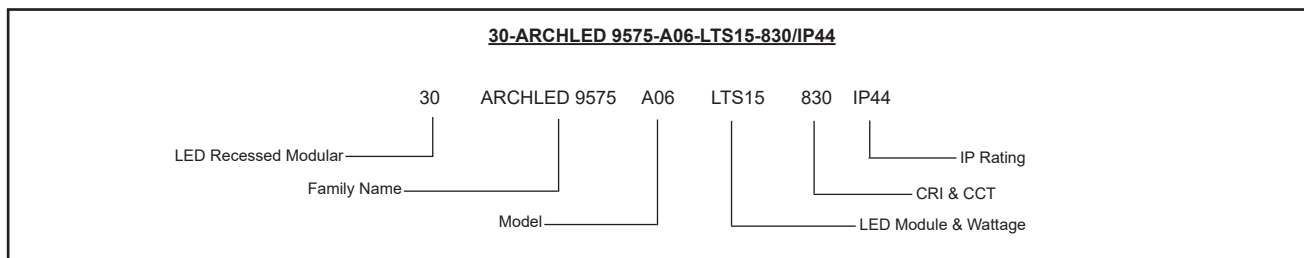 30-ARCHLED 9575-A06-LTS15-830/IP44
30 ARCHLED 9575 A06 LTS15 830 IP44
LED Recessed Modular
IP Rating
Family Name
CRI & CCT
Model
LED Module & Wattage